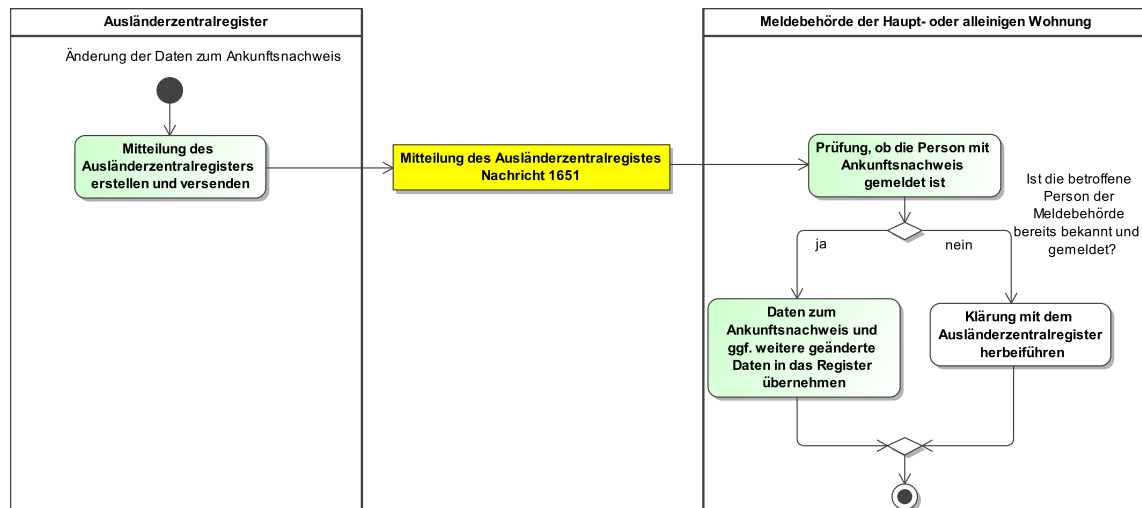 Ausländerzentralregister
Änderung der Daten zum Ankunftsnachweis
Mitteilung des
Ausländerzentralregisters
erstellen und versenden
Mitteilung des Ausländerzentralregistes
Nachricht 1651
Meldebehörde der Haupt- oder alleinigen Wohnung
Prüfung, ob die Person mit
Ankunftsnachweis
gemeldet ist
Ist die betroffene
Person der
Meldebehörde
bereits bekannt und
gemeldet?
ja
nein
Daten zum
Ankunftsnachweis und
ggf. weitere geänderte
Daten in das Register
übernehmen
Klärung mit dem
Ausländerzentralregister
herbeiführen